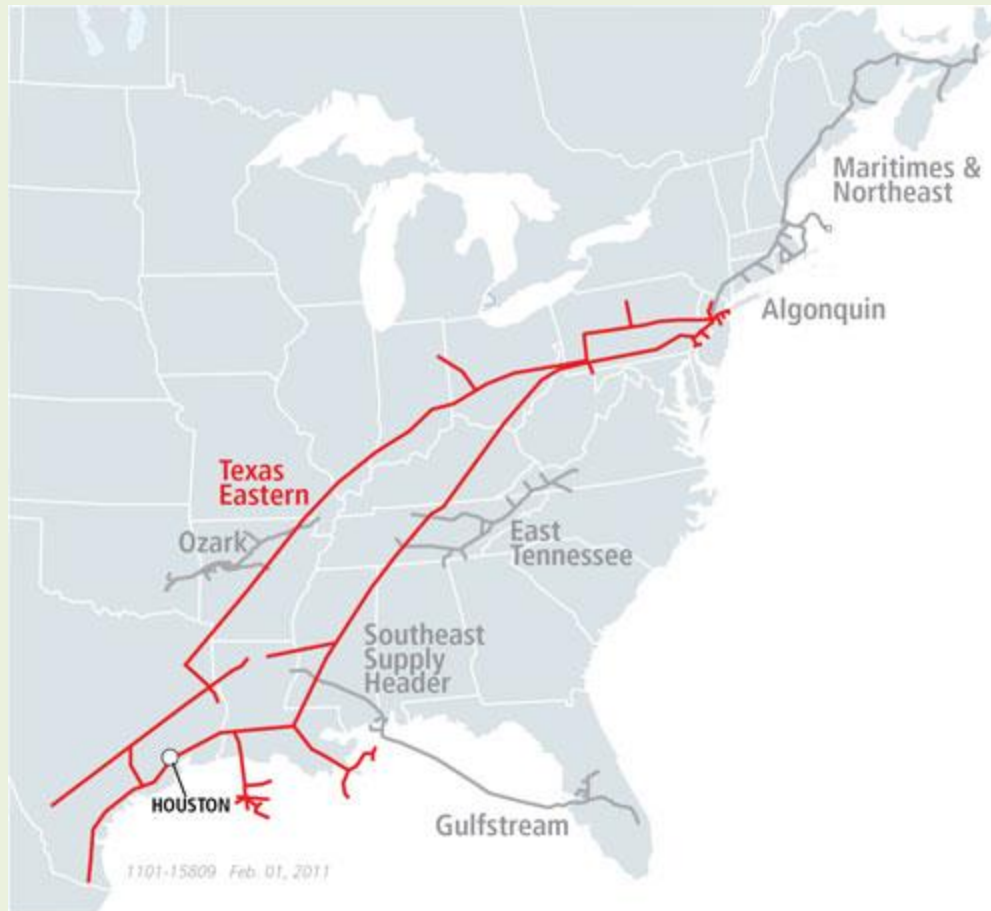 Maritimes &
Northeast
Algonquin
Texas
Eastern
Ozark
East
Tennessee
Southeast
Supply
Header
HOUSTON
Gulfstream
1101-15809 Feb. 01, 2011